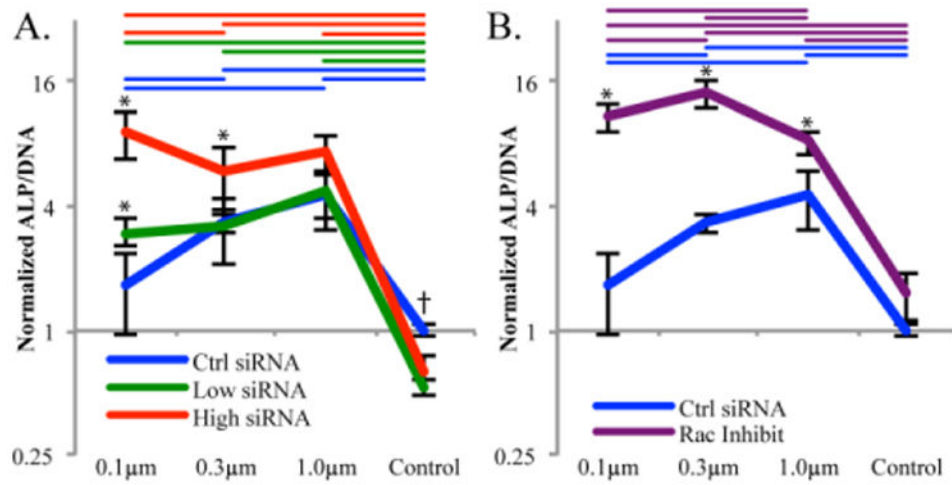 A.
Normalized ALP/DNA
16
4
1
0.25
*
*
*
†
Ctrl siRNA
Low siRNA
High siRNA
0.1µm 0.3µm 1.0µm Control
B.
Normalized ALP/DNA
16
4
1
0.25
*
*
*
Ctrl siRNA
Rac Inhibit
0.1µm 0.3µm 1.0µm Control